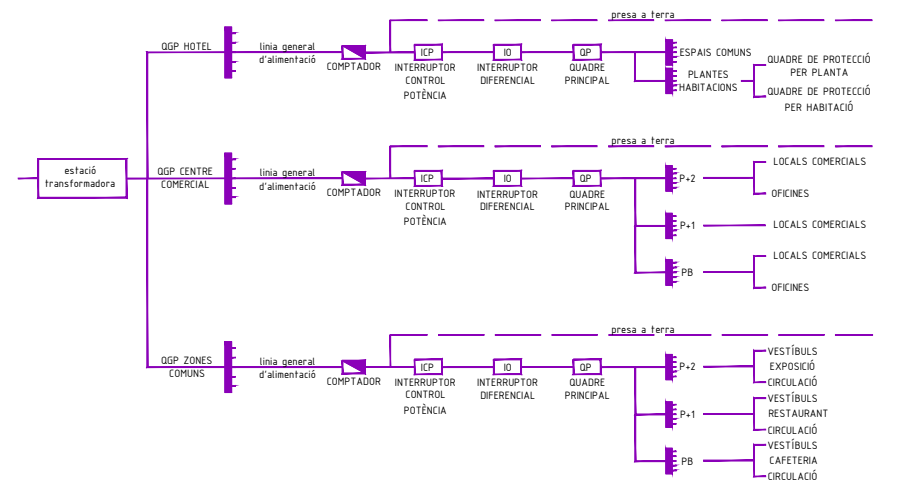 presa a terra
QGP HOTEL
linia general
d'alimentació
COMPTADOR
ICP
INTERRUPTOR
CONTROL
POTÈNCIA
IO
INTERRUPTOR
DIFERENCIAL
QP
QUADRE
PRINCIPAL
ESPAIS COMUNS
PLANTES
HABITACIONS
QUADRE DE PROTECCIÓ
PER PLANTA
QUADRE DE PROTECCIÓ
PER HABITACIÓ
estació
transformadora
presa a terra
QGP CENTRE
COMERCIAL
linia general
d'alimentació
COMPTADOR
ICP
INTERRUPTOR
CONTROL
POTÈNCIA
IO
INTERRUPTOR
DIFERENCIAL
QP
QUADRE
PRINCIPAL
P+2
LOCALS COMERCIALS
OFICINES
P+1
LOCALS COMERCIALS
PB
LOCALS COMERCIALS
OFICINES
presa a terra
QGP ZONES
COMUNS
linia general
d'alimentació
COMPTADOR
ICP
INTERRUPTOR
CONTROL
POTÈNCIA
IO
INTERRUPTOR
DIFERENCIAL
QP
QUADRE
PRINCIPAL
P+2
VESTÍBULS
EXPOSICIÓ
CIRCULACIÓ
P+1
VESTÍBULS
RESTAURANT
CIRCULACIÓ
PB
VESTÍBULS
CAFETERIA
CIRCULACIÓ